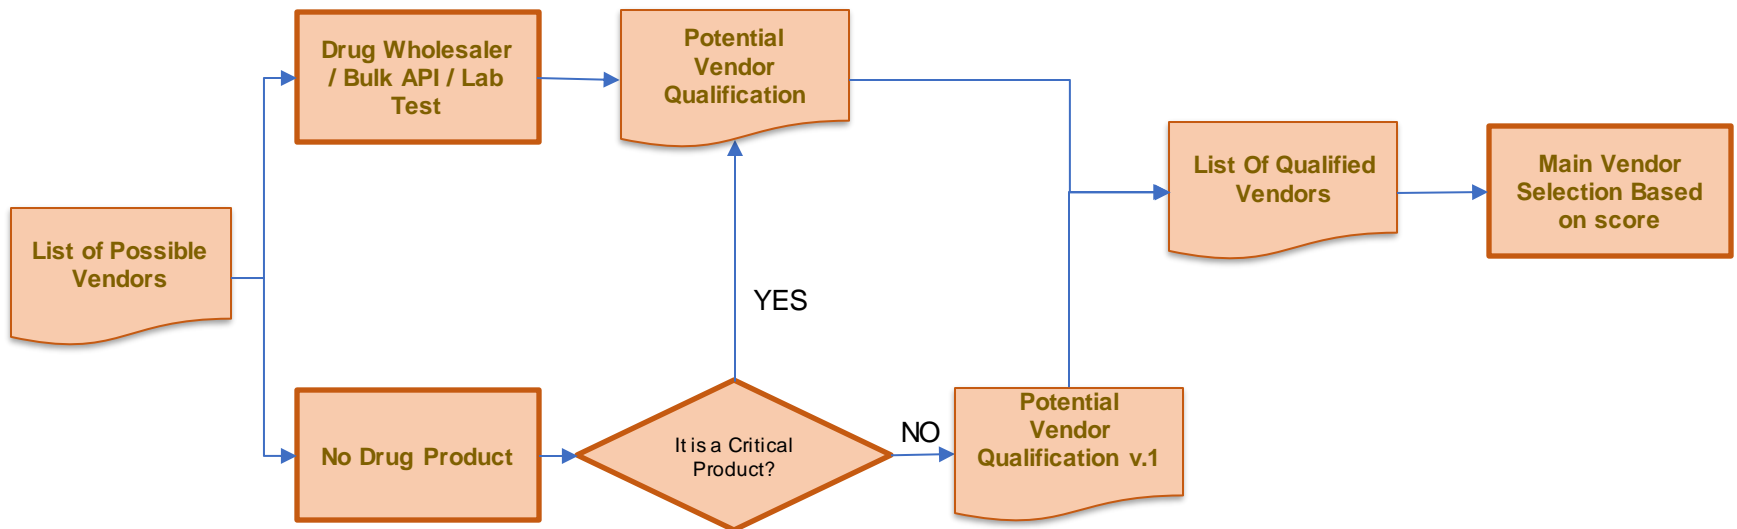 Drug Wholesaler
/ Bulk API / Lab
Test
Potential
Vendor
Qualification
List Of Qualified
Vendors
Main Vendor
Selection Based
on score
List of Possible
Vendors
YES
No Drug Product
It is a Critical
Product?
NO
Potential
Vendor
Qualification v.1